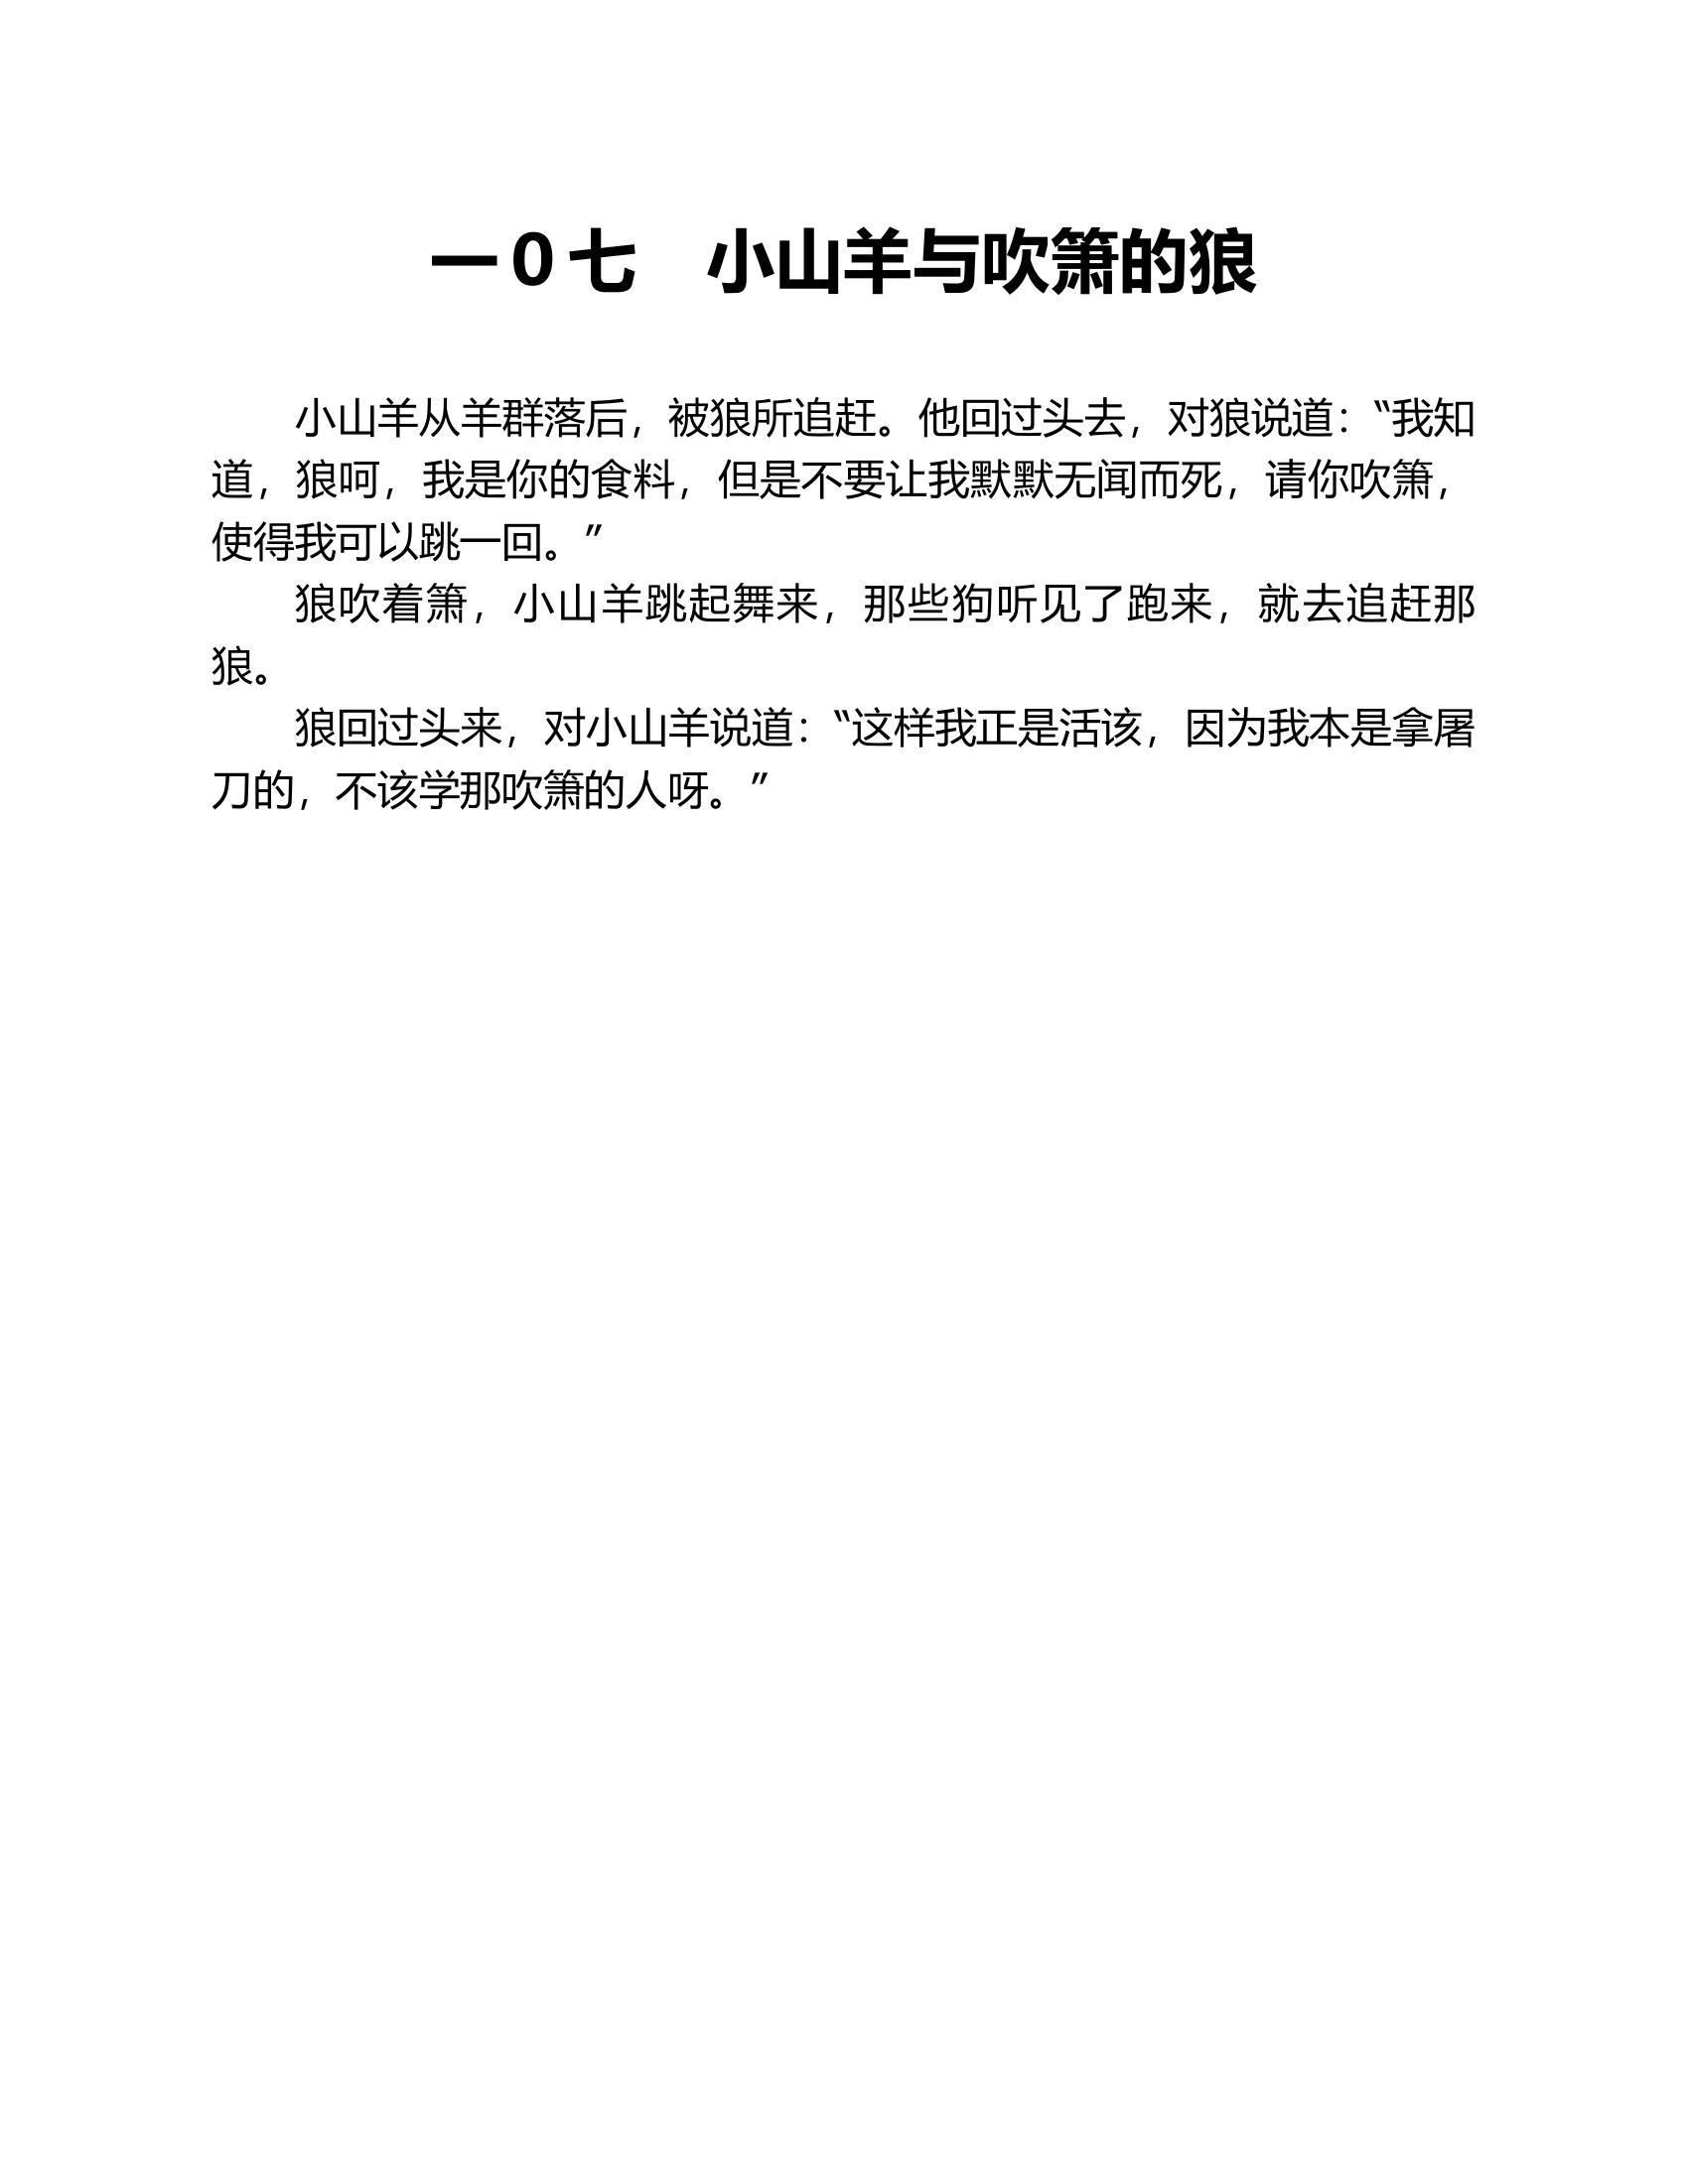 一0七　小山羊与吹箫的狼
小山羊从羊群落后，被狼所追赶。他回过头去，对狼说道：“我知
道，狼呵，我是你的食料，但是不要让我默默无闻而死，请你吹箫，
使得我可以跳一回。”
狼吹着箫，小山羊跳起舞来，那些狗听见了跑来，就去追赶那
狼。
狼回过头来，对小山羊说道：“这样我正是活该，因为我本是拿屠
刀的，不该学那吹箫的人呀。”